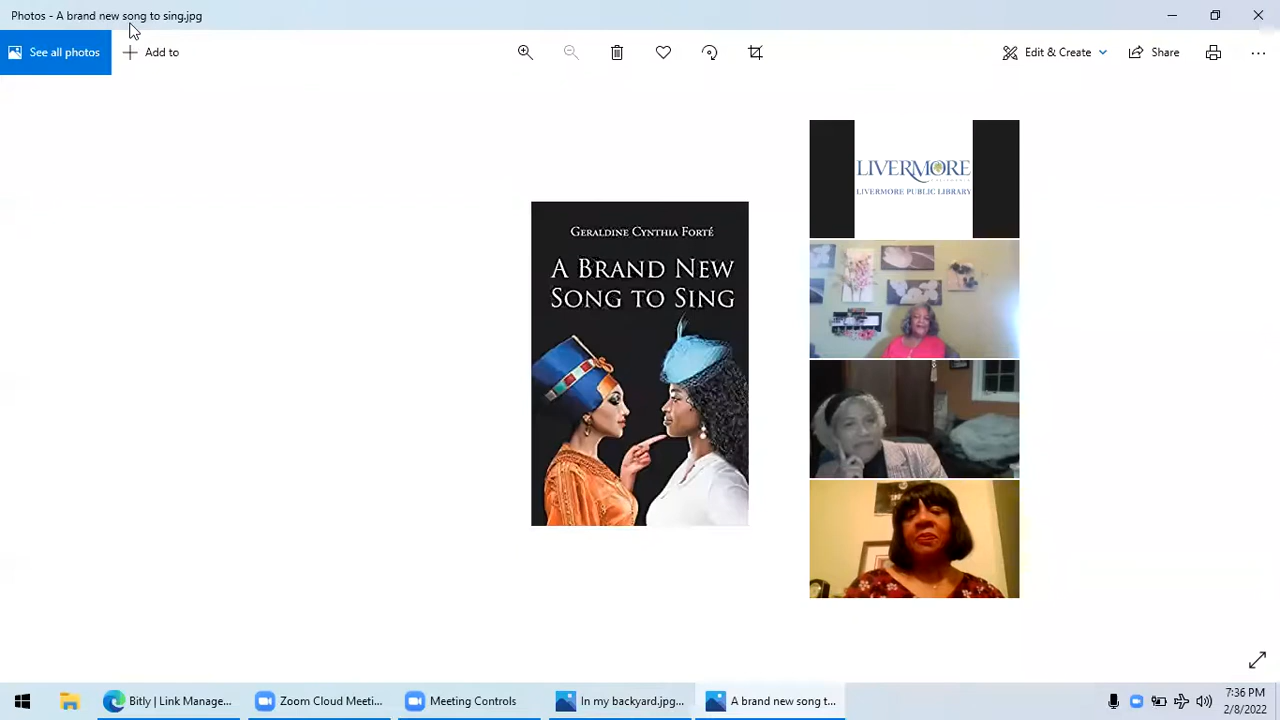 Photos - A brand new song to sing.jpg
See all photos
Add to
Edit & Create
Share
LIVERMORE
LIVERMORE PUBLIC LIBRARY
GERALDINE CYNTHIA FORTÉ
A BRAND NEW
SONG TO SING
Bitly | Link Manage...
Zoom Cloud Meeti...
Meeting Controls
In my backyard.jpg...
A brand new song t...
7:36 PM
2/8/2022